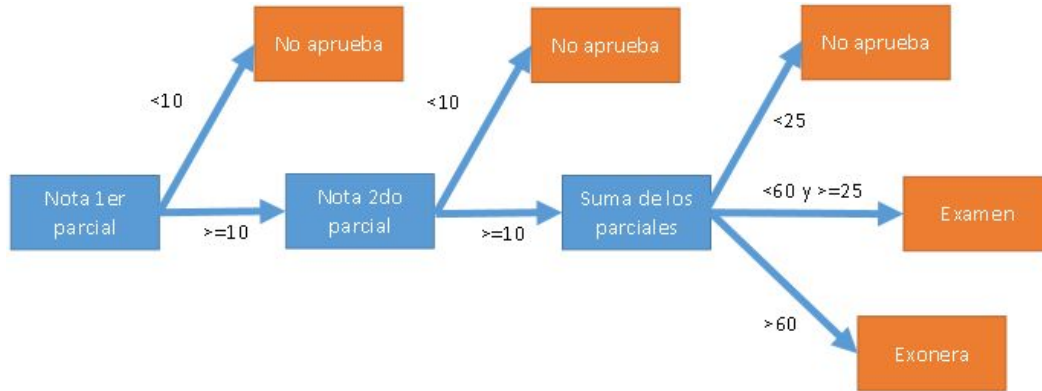 No aprueba
No aprueba
No aprueba
<10
<10
<25
Nota 1er
parcial
>=10
Nota 2do
parcial
>=10
Suma de los
parciales
<60 y >=25
Examen
>60
Exonera